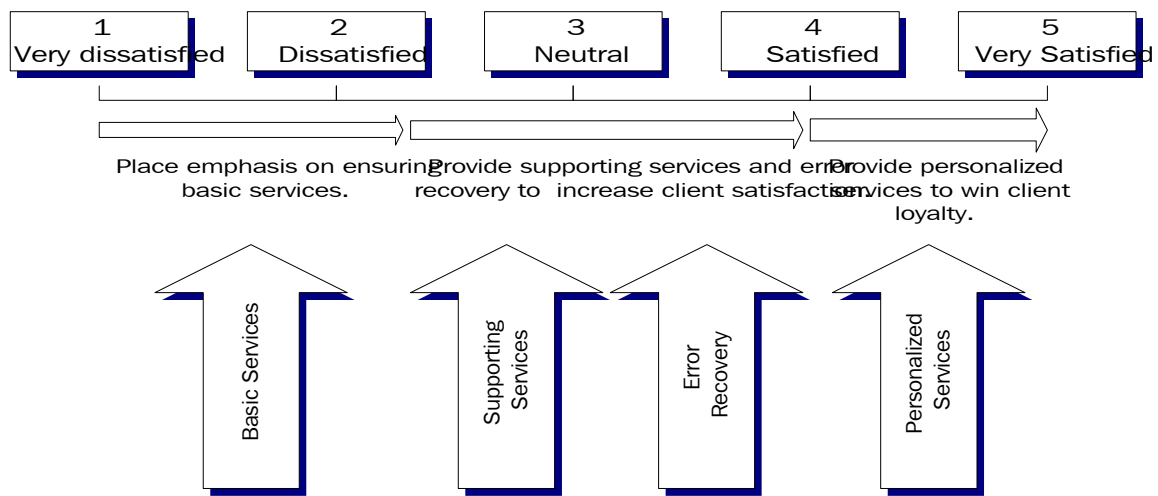 1
Very dissatisfied
2
Dissatisfied
3
Neutral
4
Satisfied
5
Very Satisfied
Place emphasis on ensuring
basic services.
Provide supporting services and error
recovery to  increase client satisfaction.
Provide personalized
services to win client
loyalty.
Basic Services
Supporting
Services
Error
Recovery
Personalized
Services